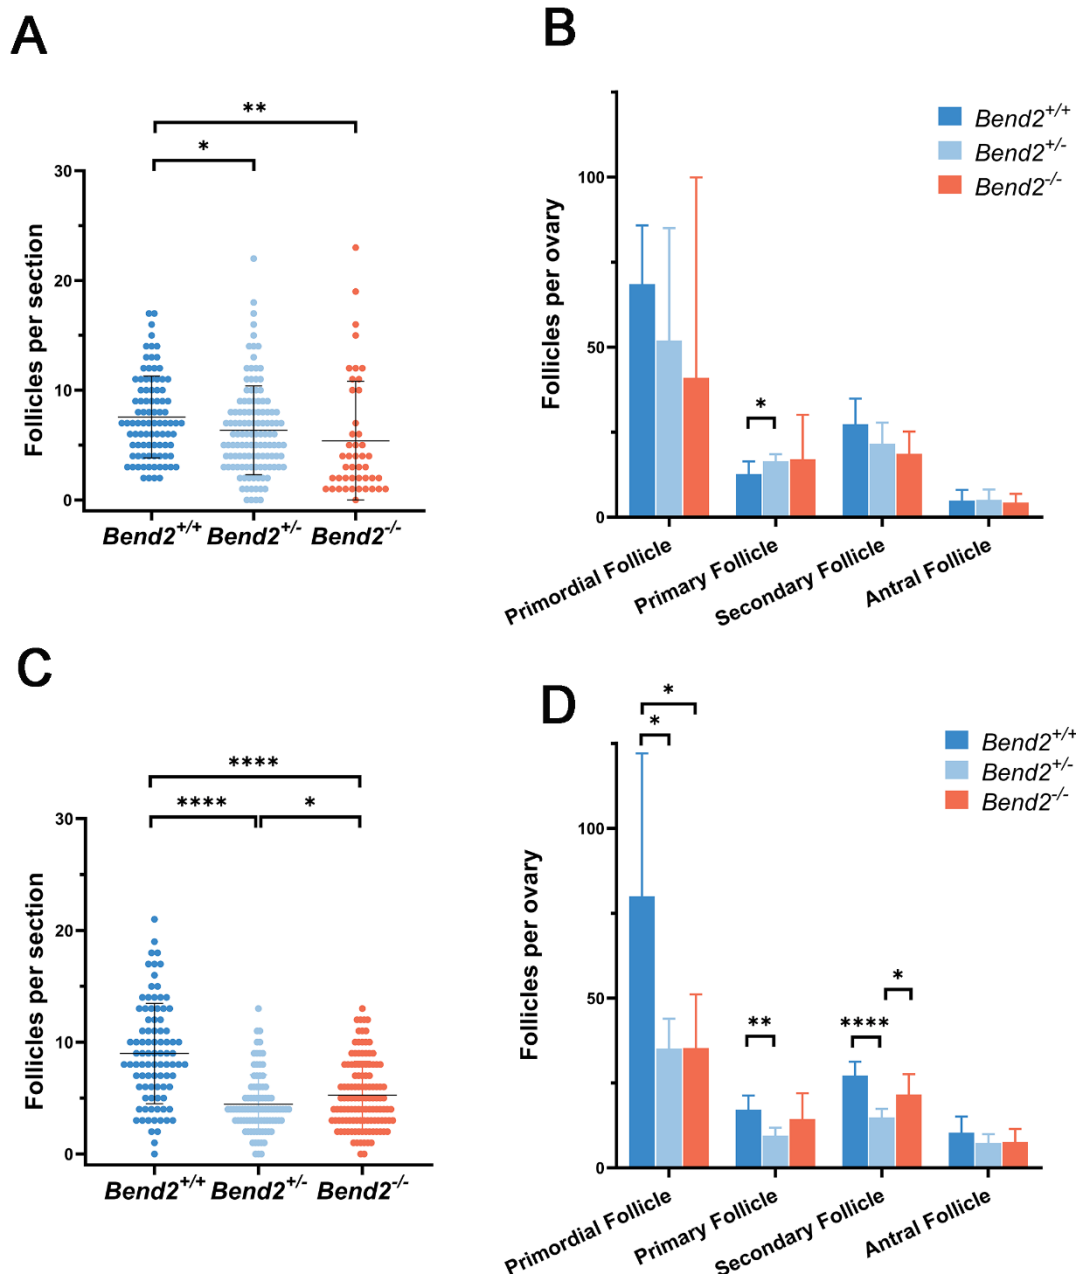 A
**
*
30
20
10
0
Follicles per section
Bend2+/+ Bend2+/- Bend2-/-
B
Bend2+/+
Bend2+/-
Bend2-/-
100
50
0
Follicles per ovary
*
Primordial Follicle
Primary Follicle
Secondary Follicle
Antral Follicle
C
****
**** *
30
20
10
0
Follicles per section
Bend2+/+ Bend2+/- Bend2-/-
D
*
*
Bend2+/+
Bend2+/-
Bend2-/-
100
50
0
Follicles per ovary
**
****
*
Primordial Follicle
Primary Follicle
Secondary Follicle
Antral Follicle